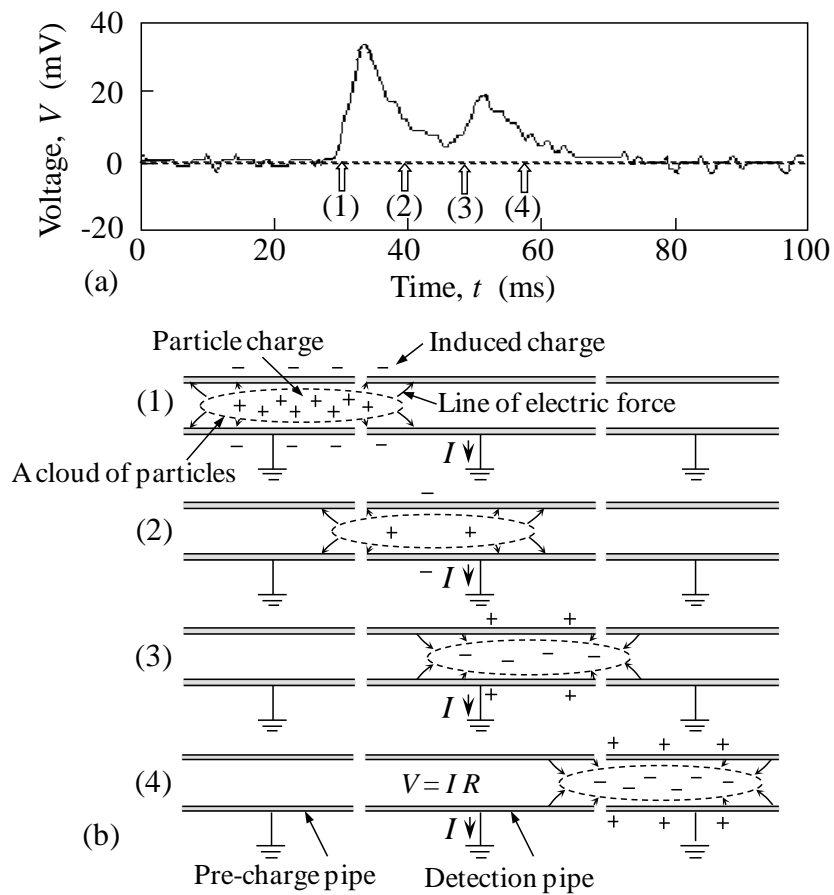 40
20
0
-20
Voltage, V (mV)
(1) (2) (3) (4)
0 20 40 60 80 100
Time, t (ms)
(a)
Particle charge
Induced charge
− − − −
(1)
+ + + + + + + + +
Line of electric force
− − − −
A cloud of particles
I
−
(2)
+ +
− I
+ +
(3)
− − − −
I + +
+ + +
(4)
V = I R
− − − − − −
+ + +
(b)
I
Pre-charge pipe
Detection pipe